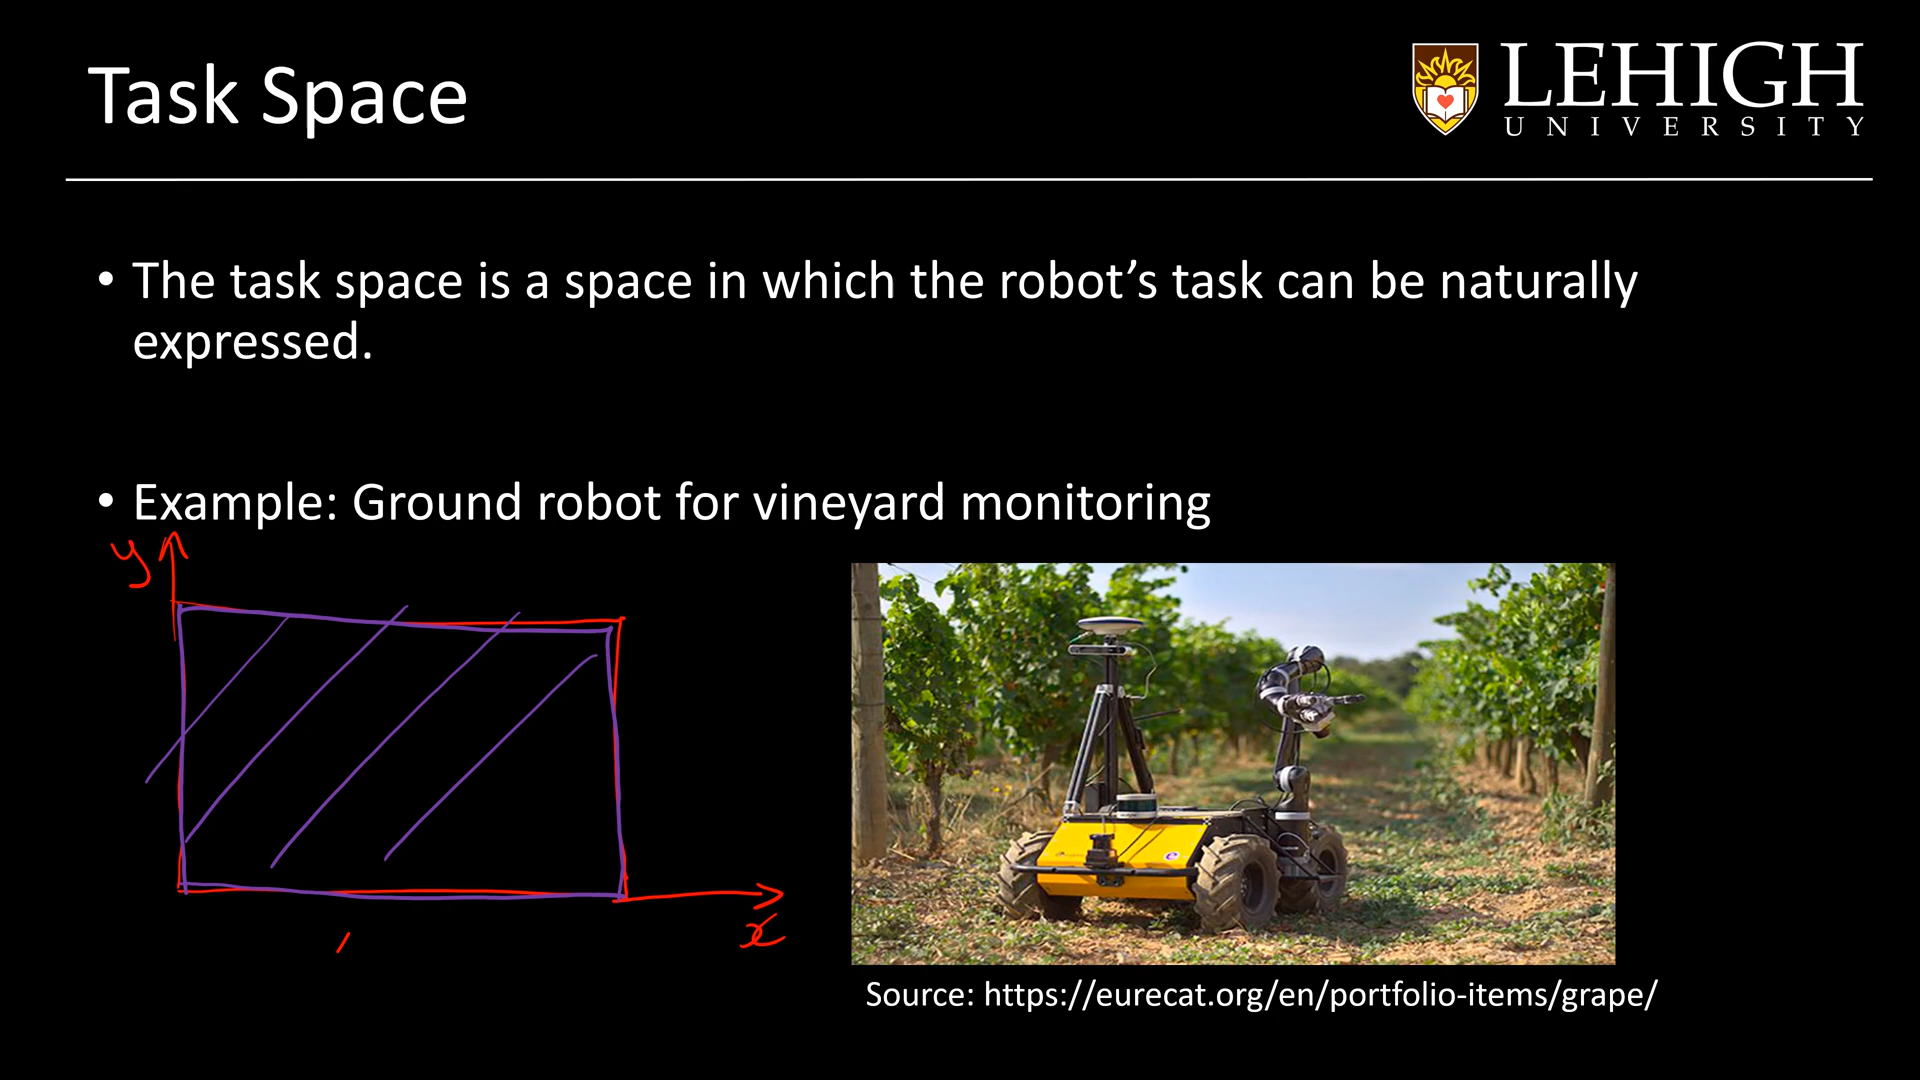 Task Space
LEHIGH
UNIVERSITY
• The task space is a space in which the robot’s task can be naturally
expressed.
• Example: Ground robot for vineyard monitoring
y
x
Source: https://eurecat.org/en/portfolio-items/grape/